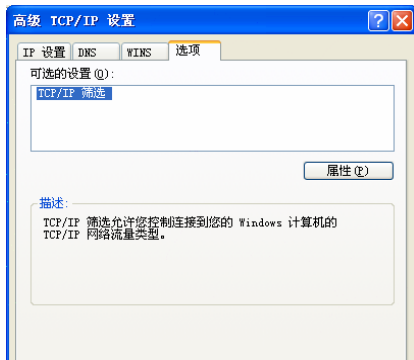 高级 TCP/IP 设置
IP 设置 DNS WINS 选项
可选的设置(O):
TCP/IP 筛选
属性(P)
描述:
TCP/IP 筛选允许您控制连接到您的 Windows 计算机的
TCP/IP 网络流量类型。